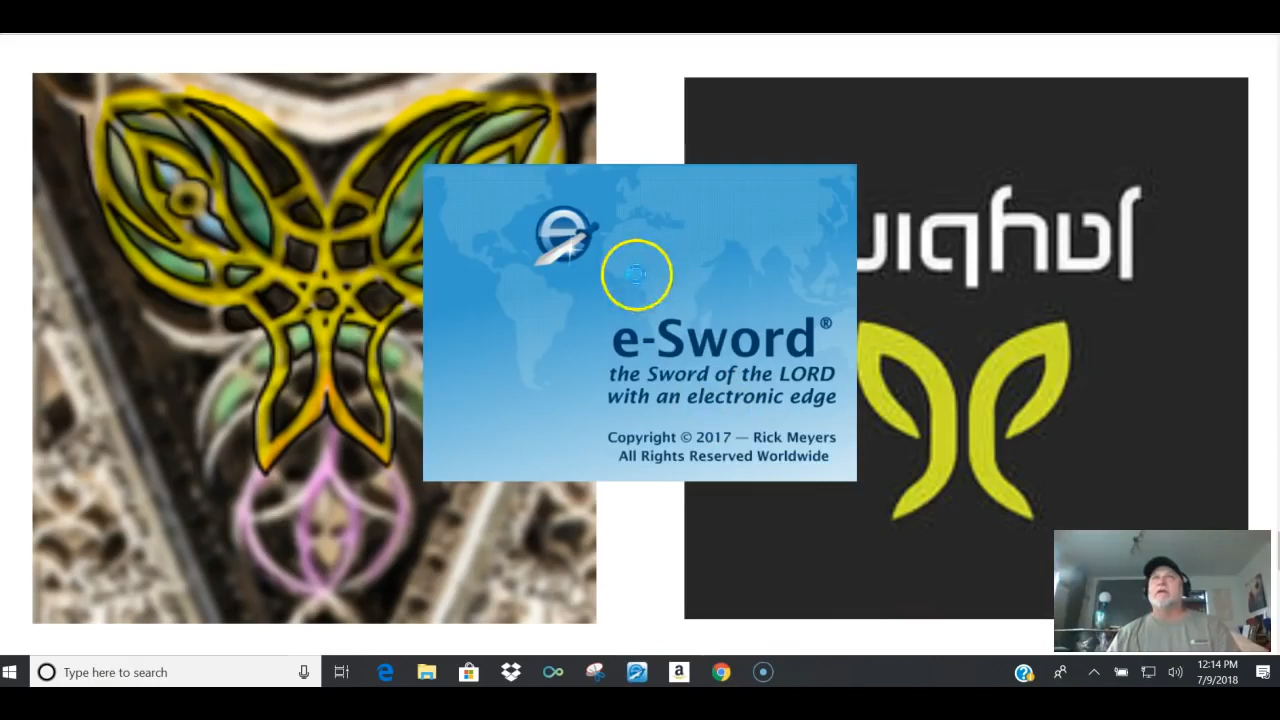 e-Sword®
the Sword of the LORD
with an electronic edge
Copyright © 2017 — Rick Meyers
All Rights Reserved Worldwide
Type here to search
12:14 PM
7/9/2018